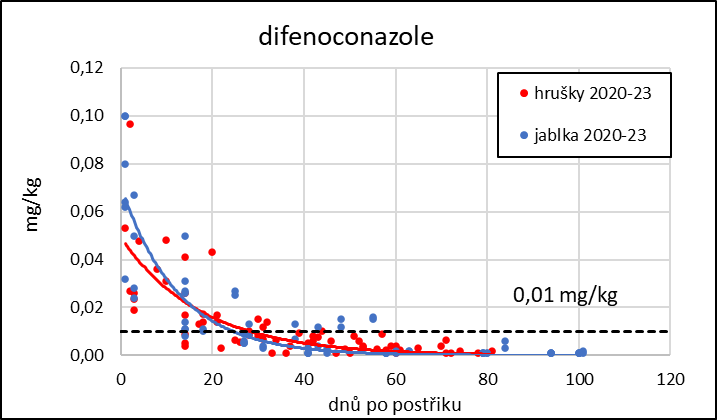 difenoconazole
0,12
0,10
0,08
0,06
0,04
0,02
0,00
mg/kg
hrušky 2020-23
jablka 2020-23
0,01 mg/kg
0 20 40 60 80 100 120
dnů po postřiku